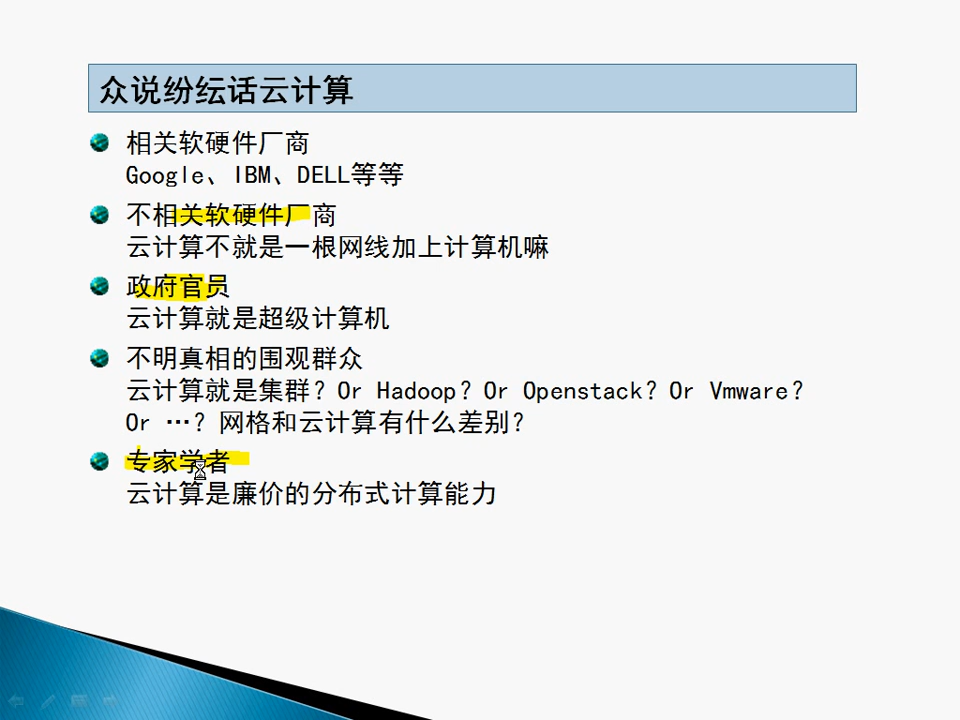 众说纷纭话云计算
相关软硬件厂商
Google、IBM、DELL等等
不相关软硬件厂商
云计算不就是一根网线加上计算机嘛
政府官员
云计算就是超级计算机
不明真相的围观群众
云计算就是集群？Or Hadoop？Or Openstack？Or Vmware？
Or …？网格和云计算有什么差别？
专家学者
云计算是廉价的分布式计算能力